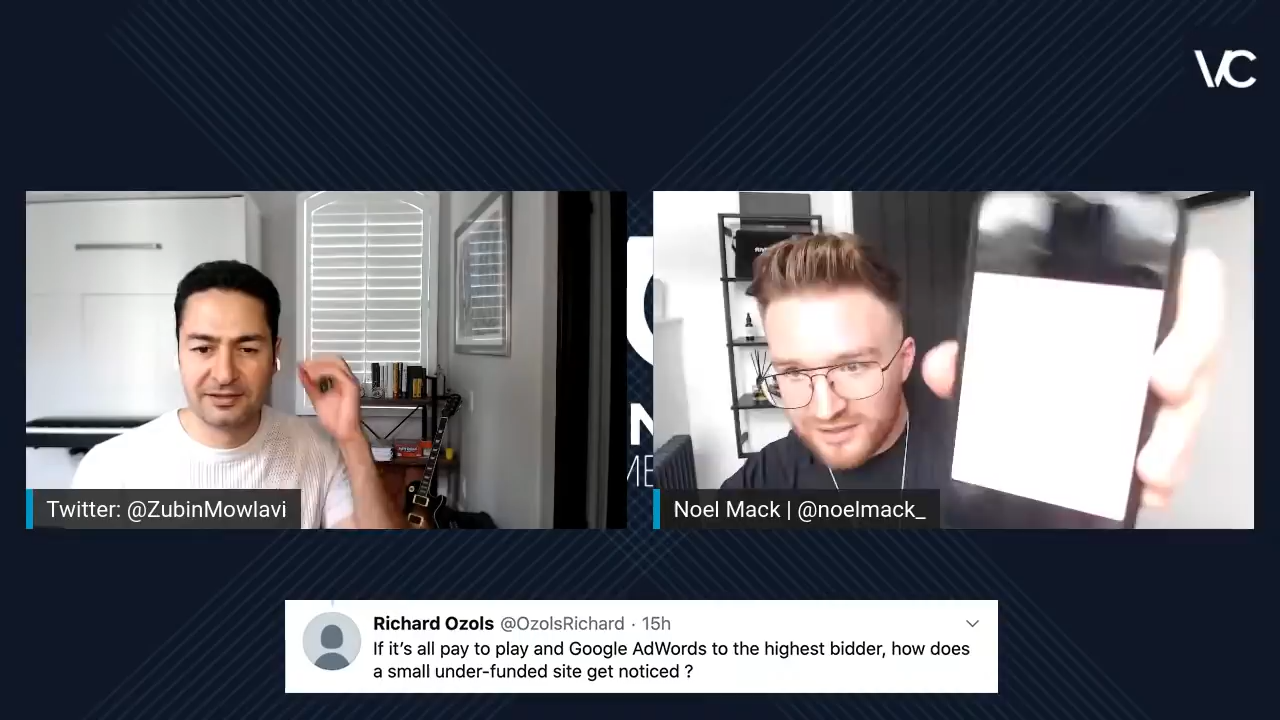 VC
Twitter: @ZubinMowlavi
Noel Mack | @noelmack_
Richard Ozols @OzolsRichard · 15h
If it's all pay to play and Google AdWords to the highest bidder, how does
a small under-funded site get noticed ?